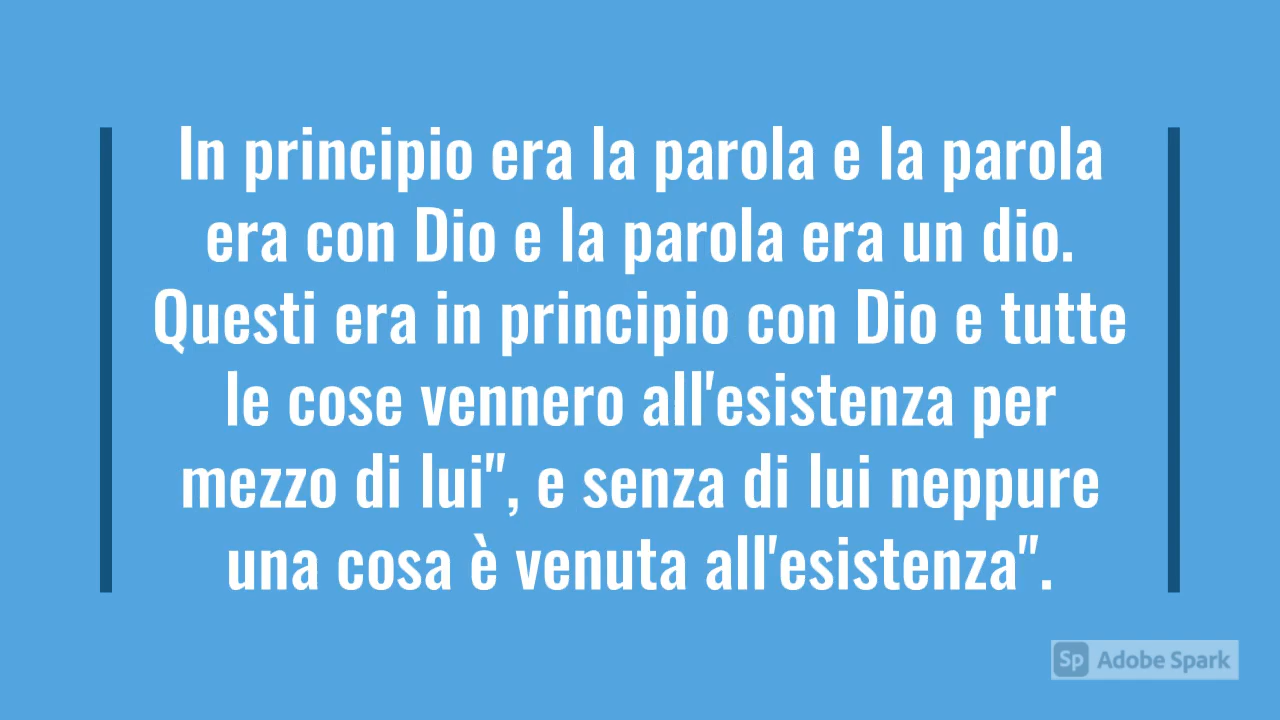 In principio era la parola e la parola
era con Dio e la parola era un dio.
Questi era in principio con Dio e tutte
le cose vennero all'esistenza per
mezzo di lui", e senza di lui neppure
una cosa è venuta all'esistenza".
Sp Adobe Spark